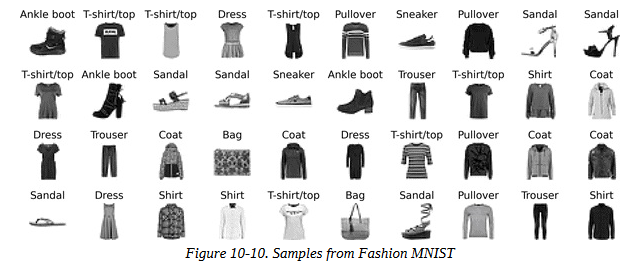 Ankle boot T-shirt/top T-shirt/top Dress T-shirt/top Pullover Sneaker Pullover Sandal Sandal
T-shirt/top Ankle boot Sandal Sandal Sneaker Ankle boot Trouser T-shirt/top Shirt Coat
Dress Trouser Coat Bag Coat Dress T-shirt/top Pullover Coat Coat
Sandal Dress Shirt Shirt T-shirt/top Bag Sandal Pullover Trouser Shirt
Figure 10-10. Samples from Fashion MNIST